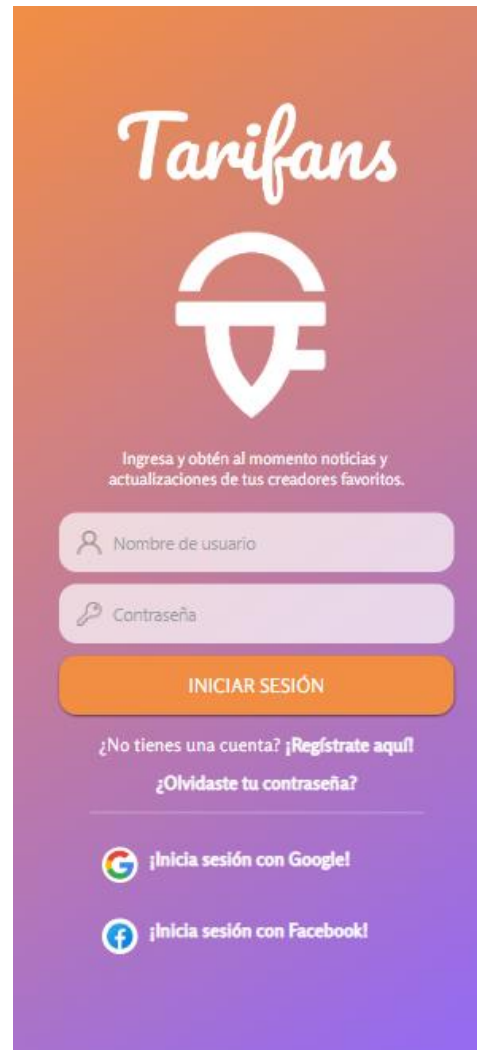 Tarifans
Ingresa y obtén al momento noticias y
actualizaciones de tus creadores favoritos.
Nombre de usuario
Contraseña
INICIAR SESIÓN
¿No tienes una cuenta? ¡Regístrate aquí!
¿Olvidaste tu contraseña?
¡Inicia sesión con Google!
¡Inicia sesión con Facebook!